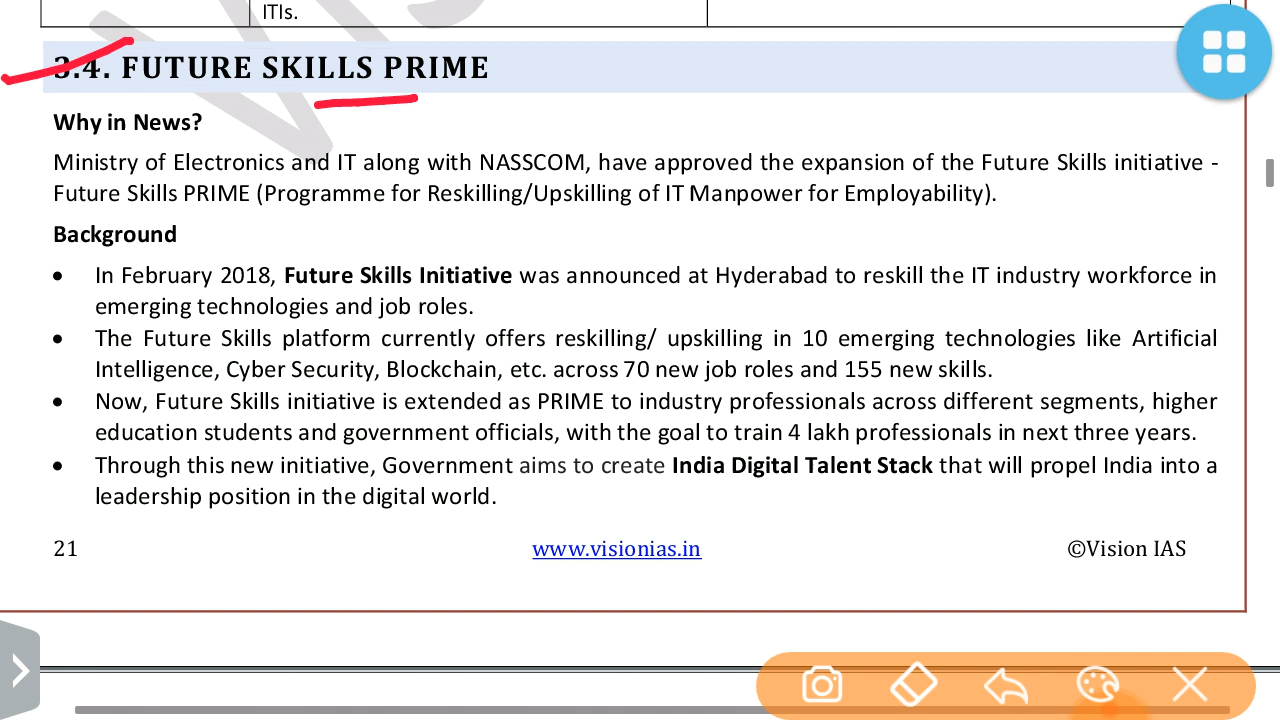 ITIs.
3.4. FUTURE SKILLS PRIME
Why in News?
Ministry of Electronics and IT along with NASSCOM, have approved the expansion of the Future Skills initiative -
Future Skills PRIME (Programme for Reskilling/Upskilling of IT Manpower for Employability).
Background
• In February 2018, Future Skills Initiative was announced at Hyderabad to reskill the IT industry workforce in
emerging technologies and job roles.
• The Future Skills platform currently offers reskilling/ upskilling in 10 emerging technologies like Artificial
Intelligence, Cyber Security, Blockchain, etc. across 70 new job roles and 155 new skills.
• Now, Future Skills initiative is extended as PRIME to industry professionals across different segments, higher
education students and government officials, with the goal to train 4 lakh professionals in next three years.
• Through this new initiative, Government aims to create India Digital Talent Stack that will propel India into a
leadership position in the digital world.
21 www.visionias.in ©Vision IAS